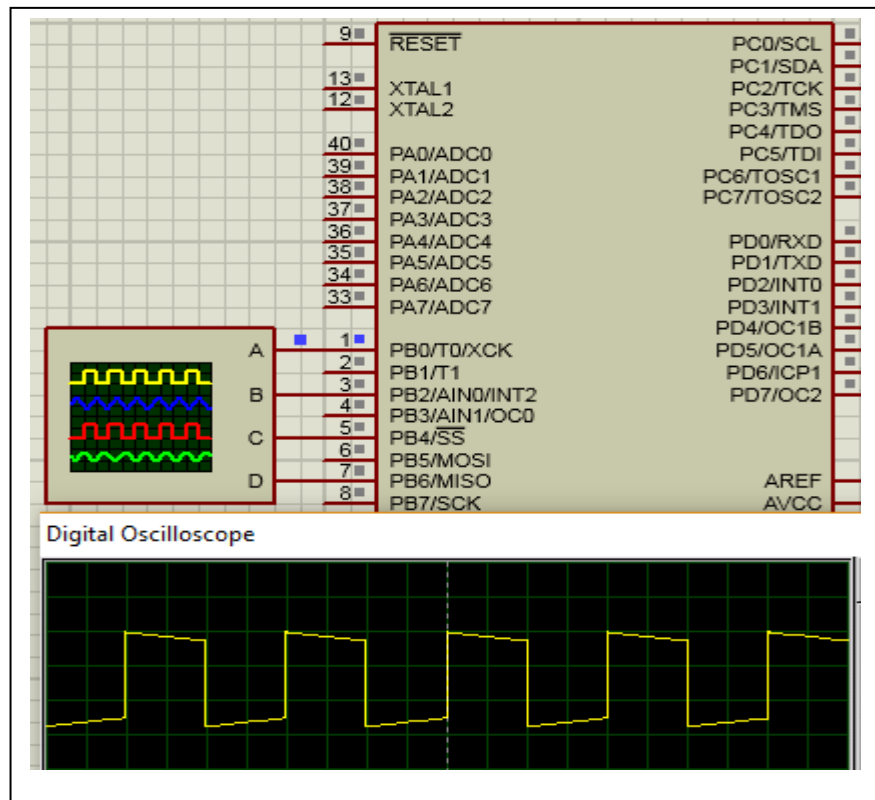 9
RESET
13
XTAL1
12
XTAL2
40
PA0/ADC0
39
PA1/ADC1
38
PA2/ADC2
37
PA3/ADC3
36
PA4/ADC4
35
PA5/ADC5
34
PA6/ADC6
33
PA7/ADC7
1
PB0/T0/XCK
2
PB1/T1
3
PB2/AIN0/INT2
4
PB3/AIN1/OC0
5
PB4/SS
6
PB5/MOSI
7
PB6/MISO
8
PB7/SCK
PC0/SCL
PC1/SDA
PC2/TCK
PC3/TMS
PC4/TDO
PC5/TDI
PC6/TOSC1
PC7/TOSC2
PD0/RXD
PD1/TXD
PD2/INT0
PD3/INT1
PD4/OC1B
PD5/OC1A
PD6/ICP1
PD7/OC2
AREF
AVCC
A
B
C
D
Digital Oscilloscope